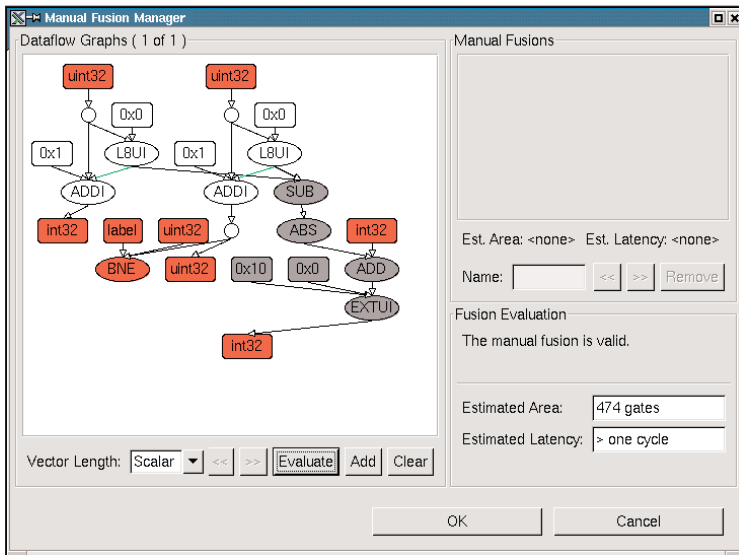 Manual Fusion Manager
Dataflow Graphs ( 1 of 1 )
uint32 uint32
0x0 0x0
0x1 L8UI 0x1 L8UI
ADDI ADDI SUB
int32 label uint32 ABS int32
BNE uint32 0x10 0x0 ADD
EXTUI
int32
Vector Length: Scalar << >> Evaluate Add Clear
Manual Fusions
Est. Area: <none> Est. Latency: <none>
Name: << >> Remove
Fusion Evaluation
The manual fusion is valid.
Estimated Area: 474 gates
Estimated Latency: > one cycle
OK Cancel